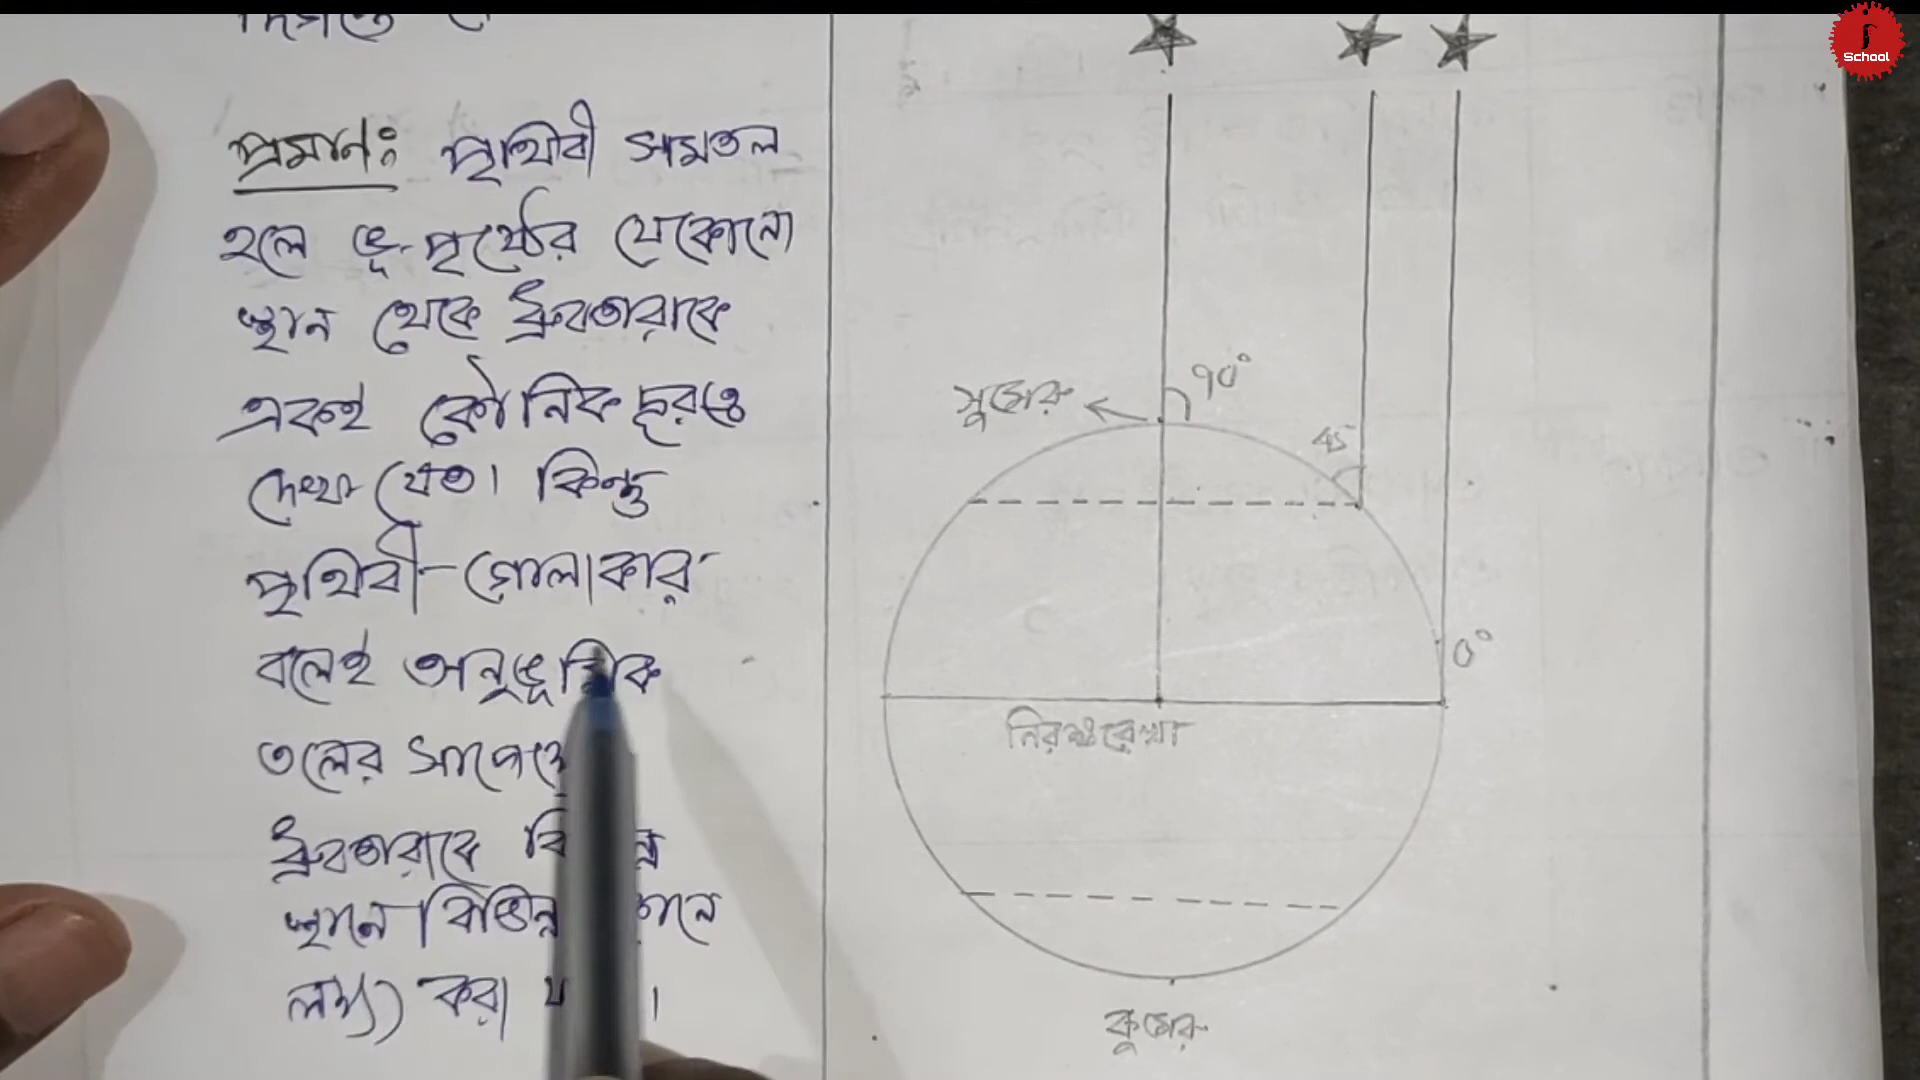 প্রমাণঃ পৃথিবী সমতল
হলে ভূ-পৃষ্ঠের যেকোনো
স্থান থেকে ধ্রুবতারাকে
একই কৌনিক দূরত্বে
দেখা যেত। কিন্তু
পৃথিবী গোলাকার
বলেই অনুভূমিক
তলের সাপেক্ষে
ধ্রুবতারাকে
স্থানে বিভিন্ন
লক্ষ্য করা
সুমেরু
90°
45
0°
নিরক্ষরেখা
কুমেরু
School